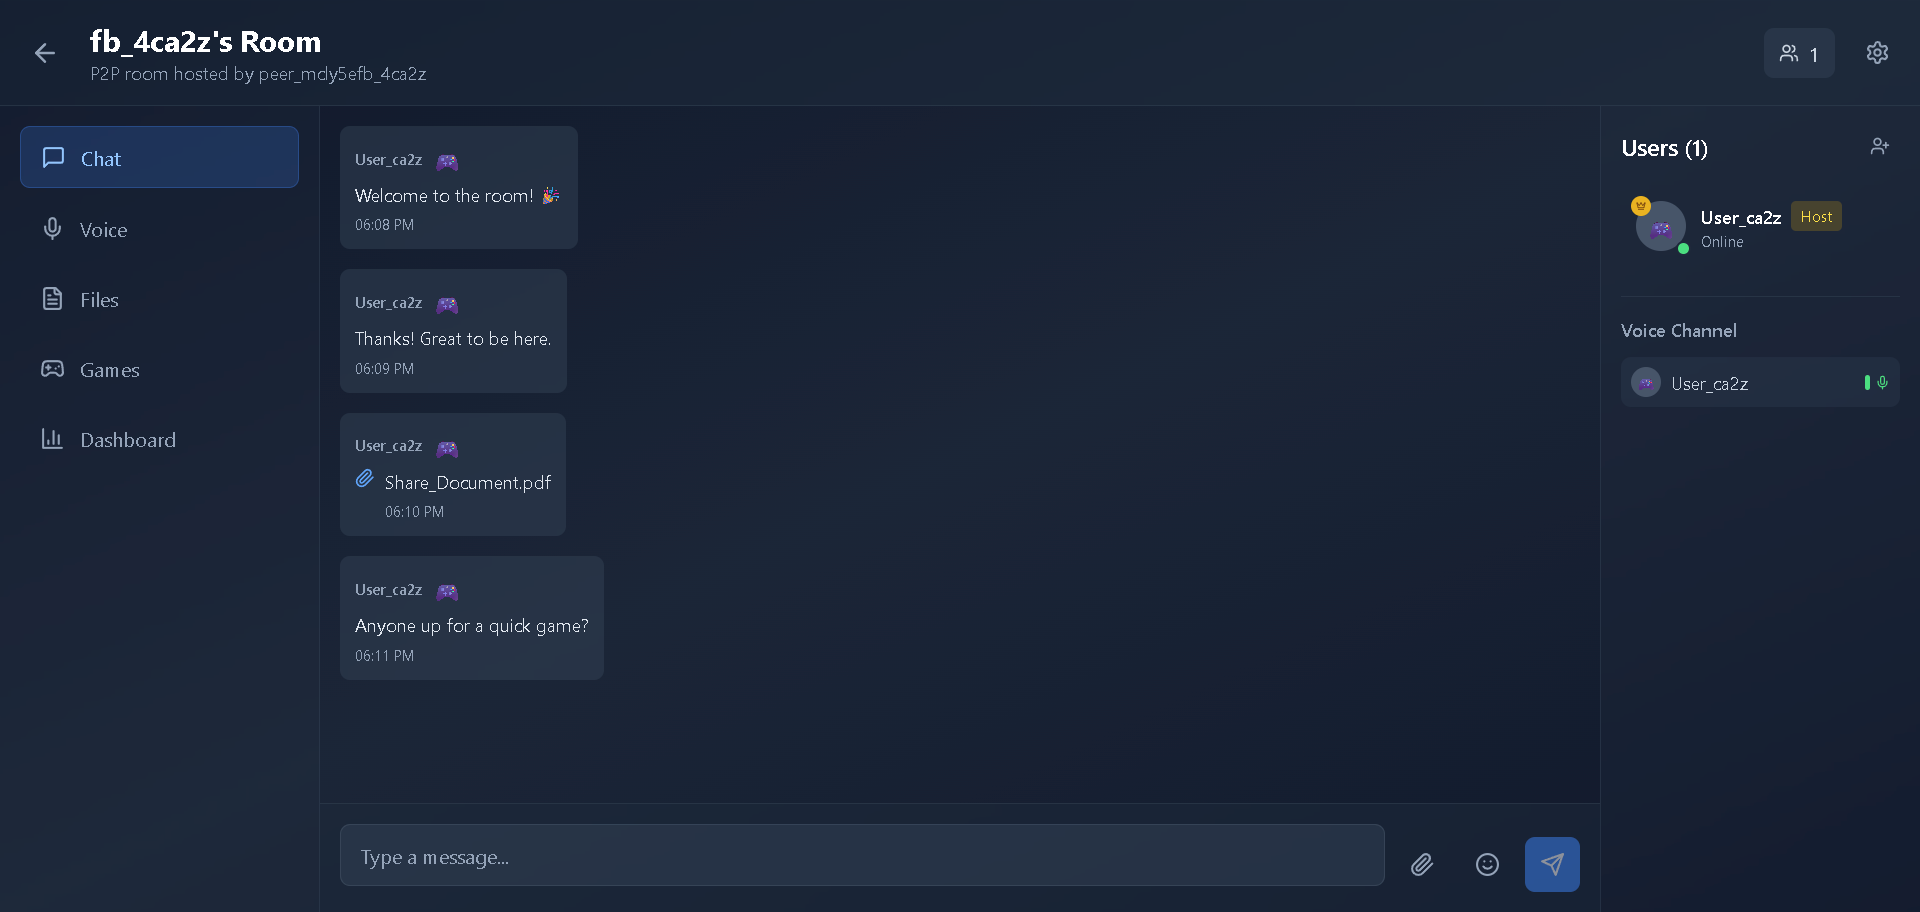 fb_4ca2z's Room
P2P room hosted by peer_mcly5efb_4ca2z
1
Chat
Voice
Files
Games
Dashboard
User_ca2z
Welcome to the room!
06:08 PM
User_ca2z
Thanks! Great to be here.
06:09 PM
User_ca2z
Share_Document.pdf
06:10 PM
User_ca2z
Anyone up for a quick game?
06:11 PM
Type a message...
Users (1)
User_ca2z Host
Online
Voice Channel
User_ca2z